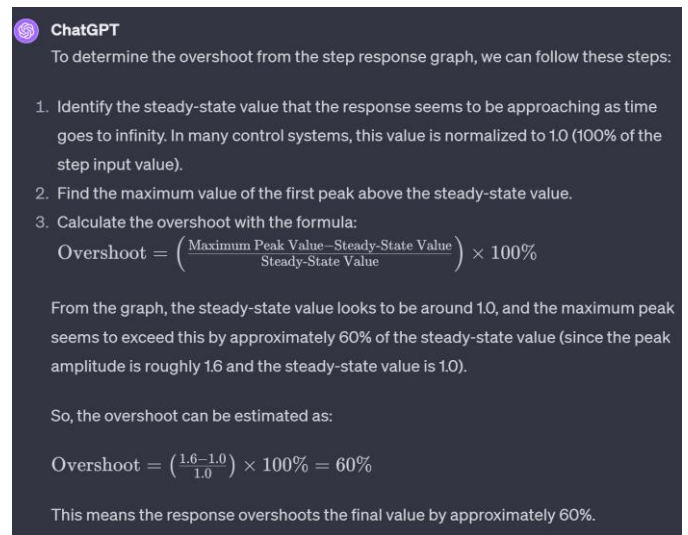 ChatGPT
To determine the overshoot from the step response graph, we can follow these steps:
1. Identify the steady-state value that the response seems to be approaching as time
goes to infinity. In many control systems, this value is normalized to 1.0 (100% of the
step input value).
2. Find the maximum value of the first peak above the steady-state value.
3. Calculate the overshoot with the formula:
Overshoot = (Maximum Peak Value−Steady-State Value / Steady-State Value) × 100%
From the graph, the steady-state value looks to be around 1.0, and the maximum peak
seems to exceed this by approximately 60% of the steady-state value (since the peak
amplitude is roughly 1.6 and the steady-state value is 1.0).
So, the overshoot can be estimated as:
Overshoot = (1.6−1.0 / 1.0) × 100% = 60%
This means the response overshoots the final value by approximately 60%.